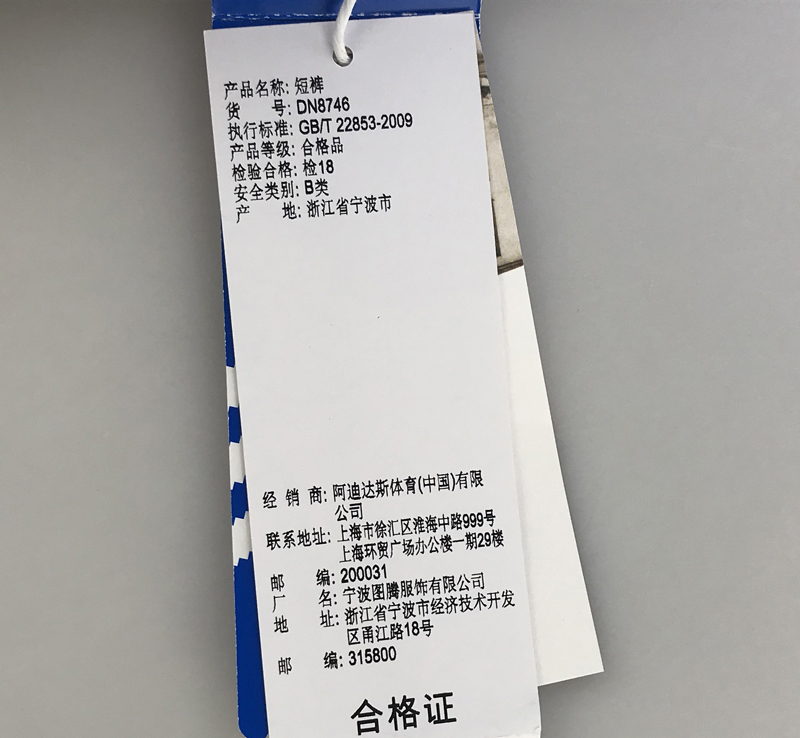 产品名称: 短裤
货 号: DN8746
执行标准: GB/T 22853-2009
产品等级: 合格品
检验合格: 检18
安全类别: B类
产 地: 浙江省宁波市
经 销 商: 阿迪达斯体育(中国)有限
公司
联系地址: 上海市徐汇区淮海中路999号
上海环贸广场办公楼一期29楼
邮 编: 200031
厂 名: 宁波图腾服饰有限公司
地 址: 浙江省宁波市经济技术开发
区甬江路18号
邮 编: 315800
合格证